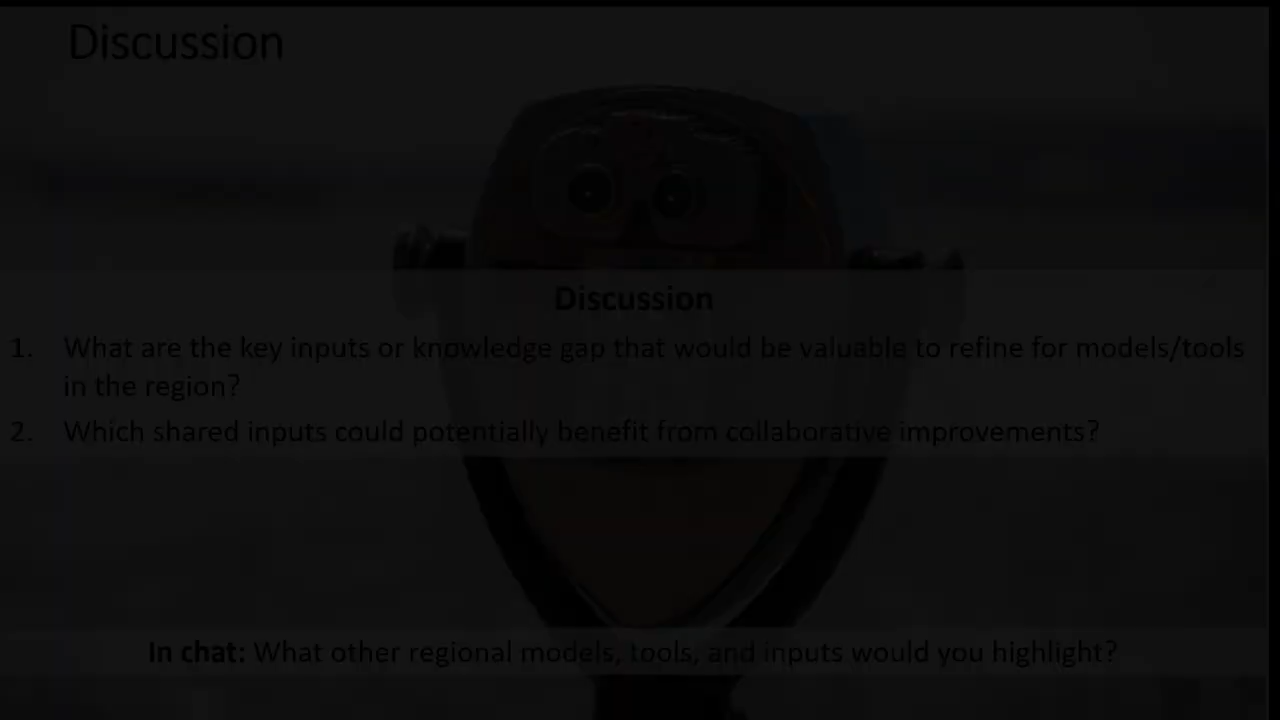 Discussion
Discussion
1. What are the key inputs or knowledge gap that would be valuable to refine for models/tools
in the region?
2. Which shared inputs could potentially benefit from collaborative improvements?
In chat: What other regional models, tools, and inputs would you highlight?